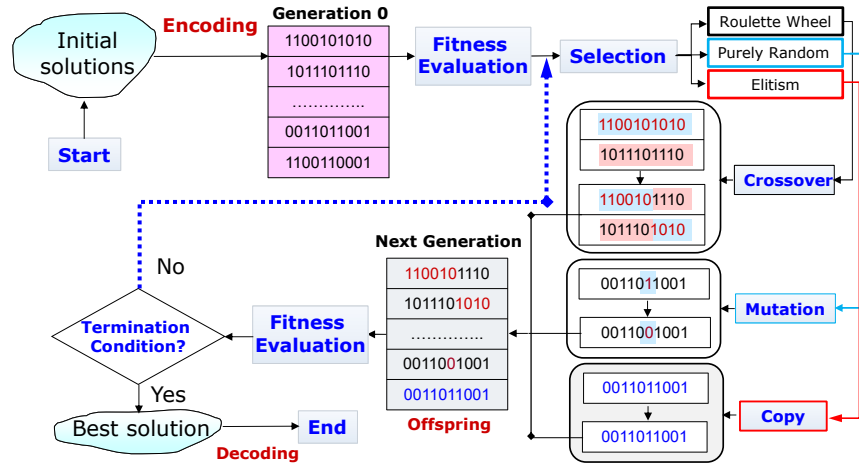 Generation 0
Initial
solutions
Encoding
1100101010
1011101110
..............
0011011001
1100110001
Fitness
Evaluation
Selection
Roulette Wheel
Purely Random
Elitism
Start
1100101010
1011101110
1100101110
1011101010
Crossover
No
Next Generation
1100101110
1011101010
..............
0011001001
0011011001
Offspring
0011011001
0011001001
Mutation
Termination
Condition?
Fitness
Evaluation
Yes
0011011001
0011011001
Copy
Best solution
Decoding
End